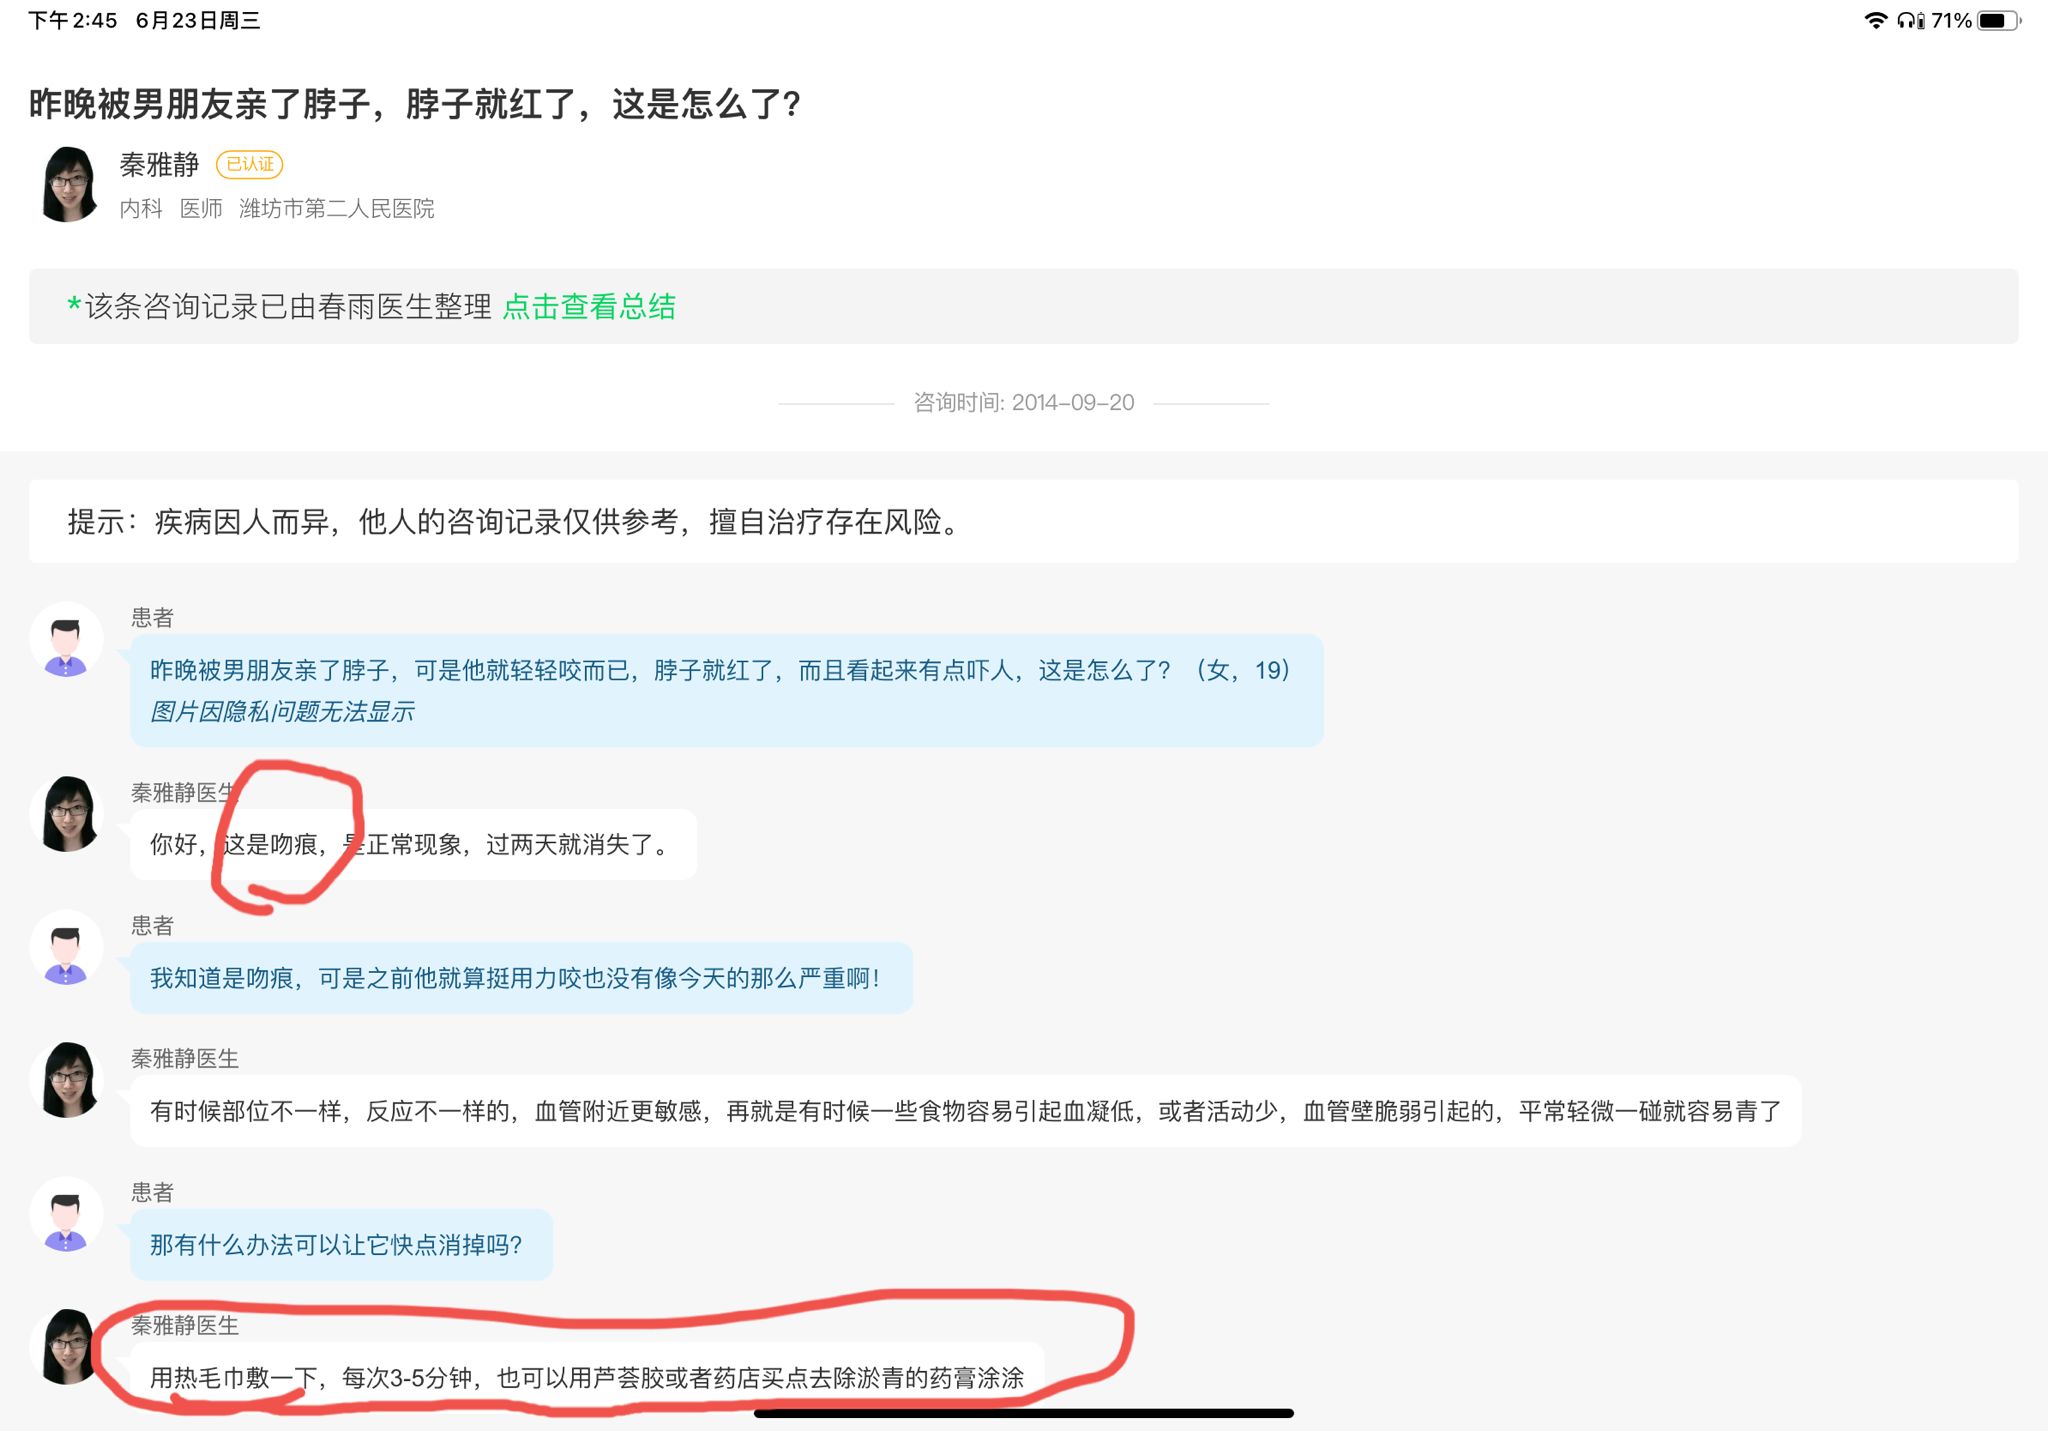 下午2:45 6月23日周三 71%
昨晚被男朋友亲了脖子，脖子就红了，这是怎么了？
秦雅静 已认证
内科 医师 潍坊市第二人民医院
*该条咨询记录已由春雨医生整理 点击查看总结
咨询时间: 2014-09-20
提示：疾病因人而异，他人的咨询记录仅供参考，擅自治疗存在风险。
患者
昨晚被男朋友亲了脖子，可是他就轻轻咬而已，脖子就红了，而且看起来有点吓人，这是怎么了？（女，19）
图片因隐私问题无法显示
秦雅静医生
你好，这是吻痕，是正常现象，过两天就消失了。
患者
我知道是吻痕，可是之前他就算挺用力咬也没有像今天的那么严重啊！
秦雅静医生
有时候部位不一样，反应不一样的，血管附近更敏感，再就是有时候一些食物容易引起血凝低，或者活动少，血管壁脆弱引起的，平常轻微一碰就容易青了
患者
那有什么办法可以让它快点消掉吗？
秦雅静医生
用热毛巾敷一下，每次3-5分钟，也可以用芦荟胶或者药店买点去除淤青的药膏涂涂